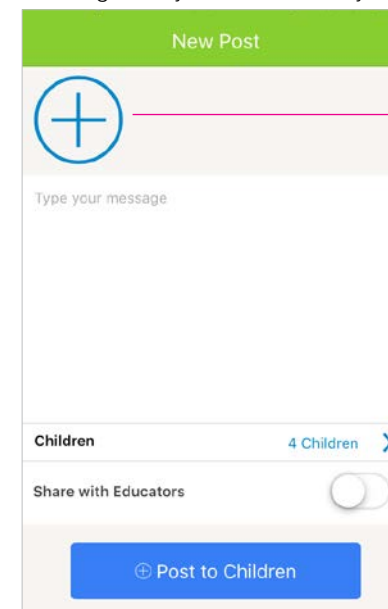 New Post
Type your message
Children 4 Children
Share with Educators
Post to Children